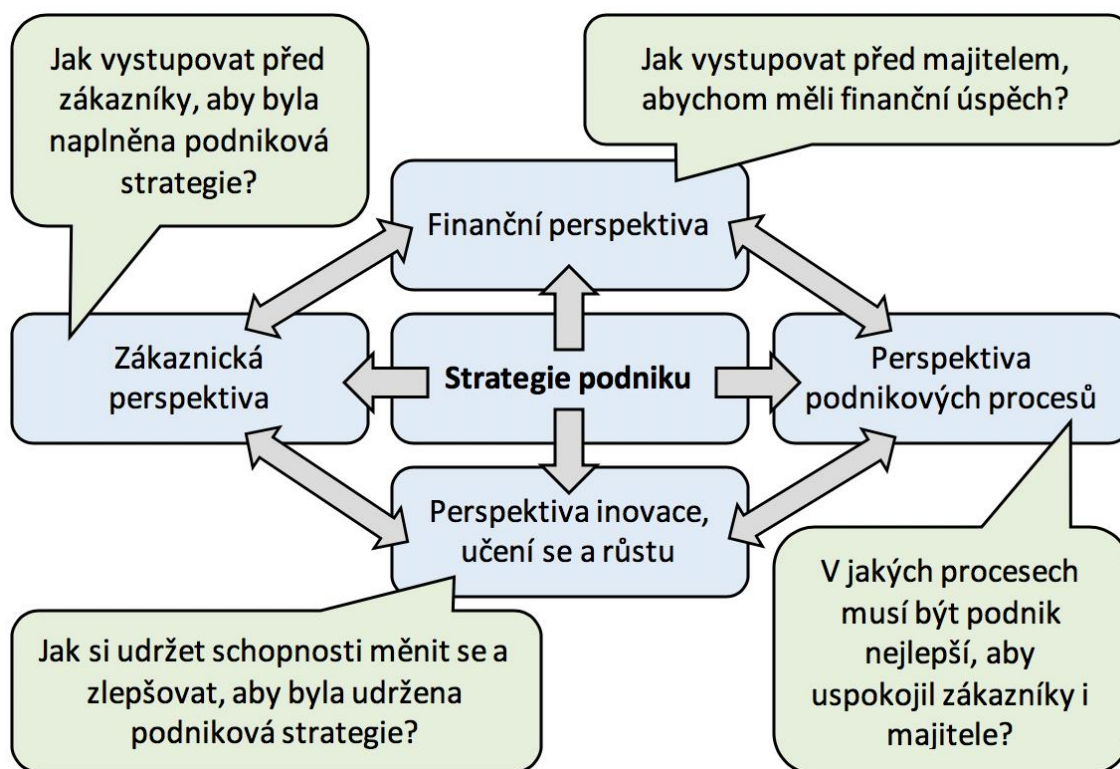 Jak vystupovat před
zákazníky, aby byla
naplněna podniková
strategie?
Jak vystupovat před majitelem,
abychom měli finanční úspěch?
Finanční perspektiva
Zákaznická
perspektiva
Strategie podniku
Perspektiva
podnikových procesů
Perspektiva inovace,
učení se a růstu
Jak si udržet schopnosti měnit se a
zlepšovat, aby byla udržena
podniková strategie?
V jakých procesech
musí být podnik
nejlepší, aby
uspokojil zákazníky i
majitele?